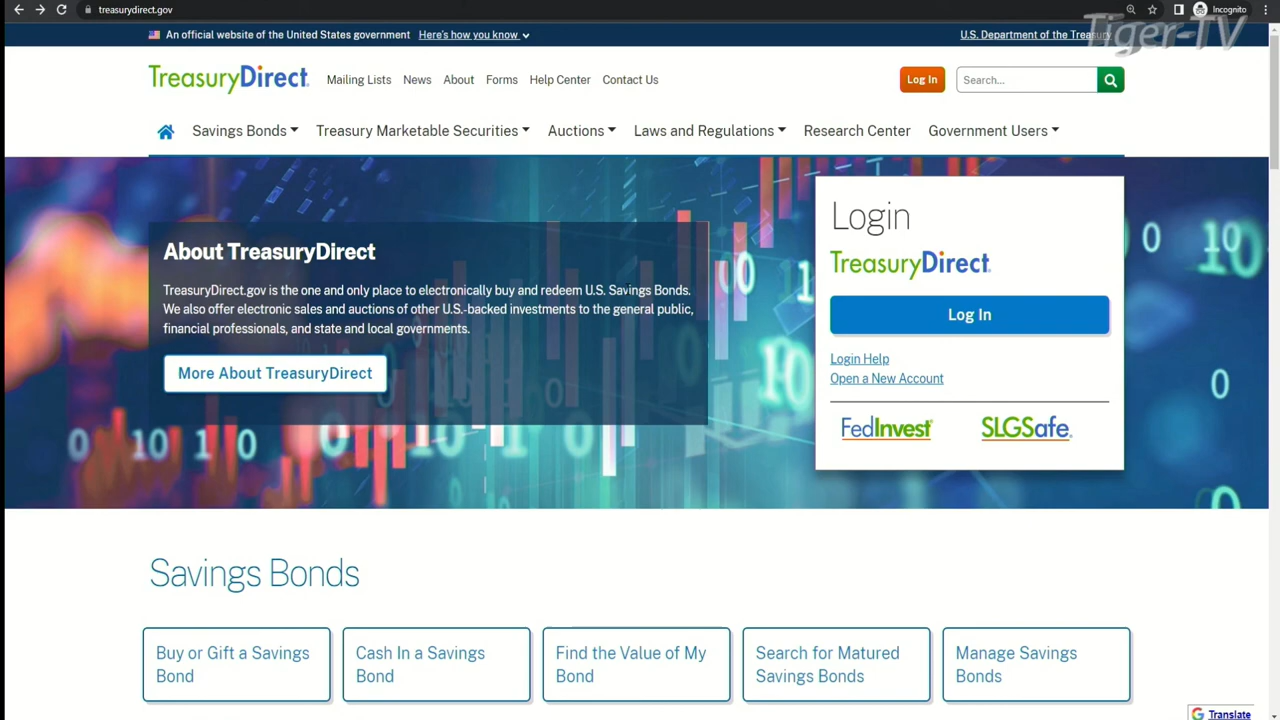 treasurydirect.gov
Incognito
Tiger-TV
An official website of the United States government Here's how you know
U.S. Department of the Treasury
TreasuryDirect Mailing Lists News About Forms Help Center Contact Us Log In Search...
Savings Bonds Treasury Marketable Securities Auctions Laws and Regulations Research Center Government Users
About TreasuryDirect
TreasuryDirect.gov is the one and only place to electronically buy and redeem U.S. Savings Bonds.
We also offer electronic sales and auctions of other U.S.-backed investments to the general public,
financial professionals, and state and local governments.
More About TreasuryDirect
Login
TreasuryDirect
Log In
Login Help
Open a New Account
FedInvest SLGSafe
Savings Bonds
Buy or Gift a Savings
Bond
Cash In a Savings
Bond
Find the Value of My
Bond
Search for Matured
Savings Bonds
Manage Savings
Bonds
Translate